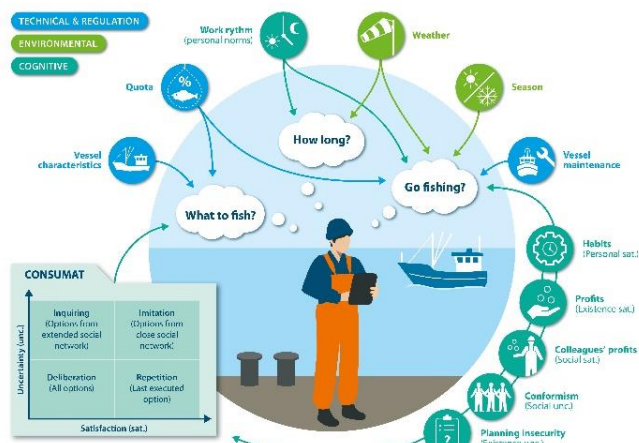 TECHNICAL & REGULATION
ENVIRONMENTAL
COGNITIVE
Work rythm
(personal norms)
Weather
Quota
%
Season
How long?
Vessel
characteristics
What to fish?
Go fishing?
Vessel
maintenance
Habits
(Personal sat.)
Profits
(Existence sat.)
Colleagues' profits
(Social sat.)
Conformism
(Social unc.)
Planning insecurity
?
CONSUMAT
Uncertainty (unc.)
Inquiring
(Options from
extended social
network)
Imitation
(Options from
close social
network)
Deliberation
(All options)
Repetition
(Last executed
option)
Satisfaction (sat.)